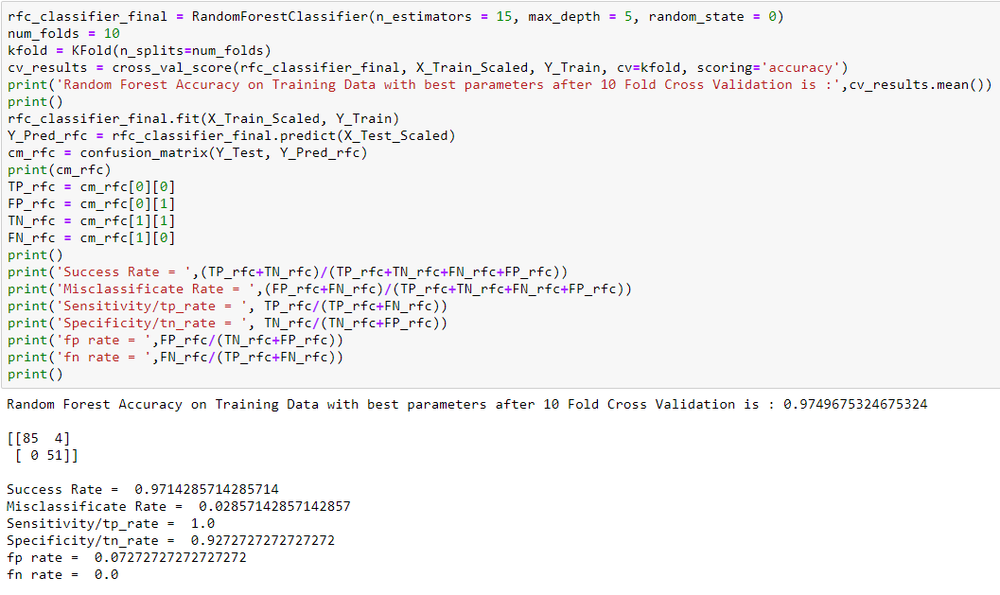 rfc_classifier_final = RandomForestClassifier(n_estimators = 15, max_depth = 5, random_state = 0)
num_folds = 10
kfold = KFold(n_splits=num_folds)
cv_results = cross_val_score(rfc_classifier_final, X_Train_Scaled, Y_Train, cv=kfold, scoring='accuracy')
print('Random Forest Accuracy on Training Data with best parameters after 10 Fold Cross Validation is :',cv_results.mean())
print()
rfc_classifier_final.fit(X_Train_Scaled, Y_Train)
Y_Pred_rfc = rfc_classifier_final.predict(X_Test_Scaled)
cm_rfc = confusion_matrix(Y_Test, Y_Pred_rfc)
print(cm_rfc)
TP_rfc = cm_rfc[0][0]
FP_rfc = cm_rfc[0][1]
TN_rfc = cm_rfc[1][1]
FN_rfc = cm_rfc[1][0]
print()
print('Success Rate = ',(TP_rfc+TN_rfc)/(TP_rfc+TN_rfc+FN_rfc+FP_rfc))
print('Misclassificate Rate = ',(FP_rfc+FN_rfc)/(TP_rfc+TN_rfc+FN_rfc+FP_rfc))
print('Sensitivity/tp_rate = ', TP_rfc/(TP_rfc+FN_rfc))
print('Specificity/tn_rate = ', TN_rfc/(TN_rfc+FP_rfc))
print('fp rate = ',FP_rfc/(TN_rfc+FP_rfc))
print('fn rate = ',FN_rfc/(TP_rfc+FN_rfc))
print()
Random Forest Accuracy on Training Data with best parameters after 10 Fold Cross Validation is : 0.9749675324675324
[[85  4]
 [ 0 51]]
Success Rate =  0.9714285714285714
Misclassificate Rate =  0.02857142857142857
Sensitivity/tp_rate =  1.0
Specificity/tn_rate =  0.9272727272727272
fp rate =  0.07272727272727272
fn rate =  0.0